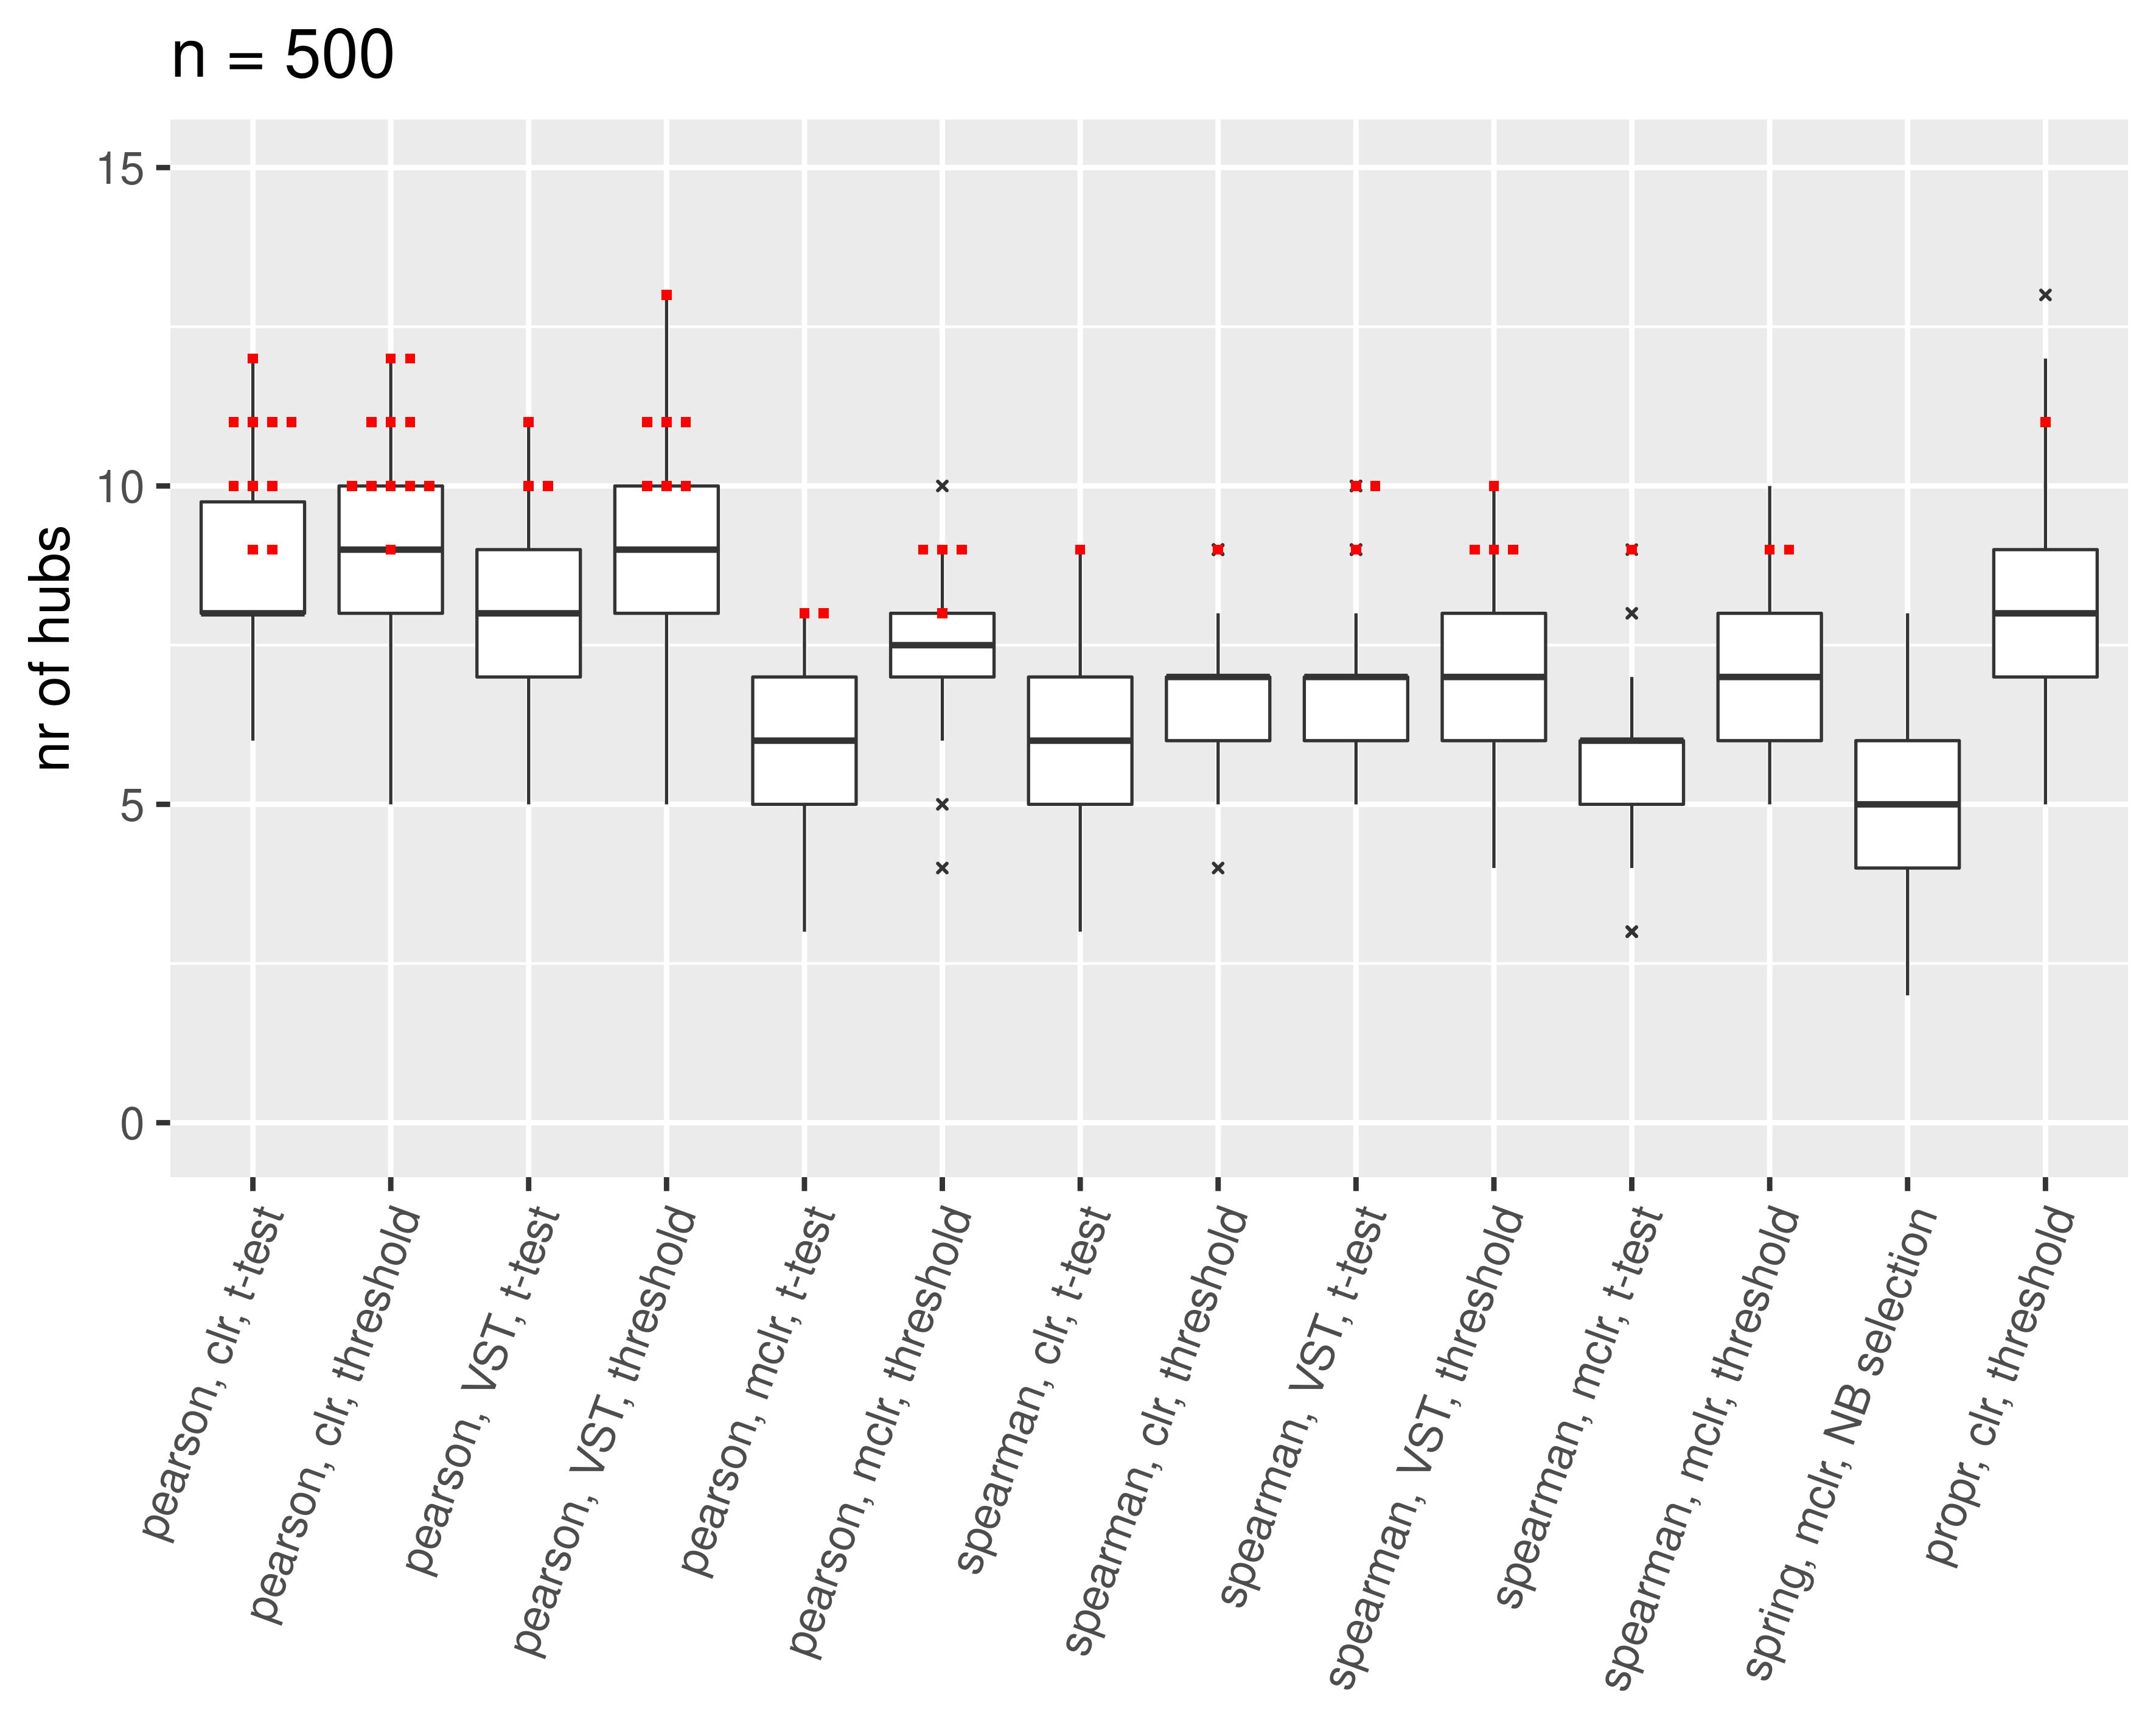 n = 500
nr of hubs
15
10
5
0
pearson, clr, t-test
pearson, clr, threshold
pearson, VST, t-test
pearson, VST, threshold
pearson, mclr, t-test
pearson, mclr, threshold
spearman, clr, t-test
spearman, clr, threshold
spearman, VST, t-test
spearman, VST, threshold
spearman, mclr, t-test
spearman, mclr, threshold
spring, mclr, NB selection
propr, clr, threshold